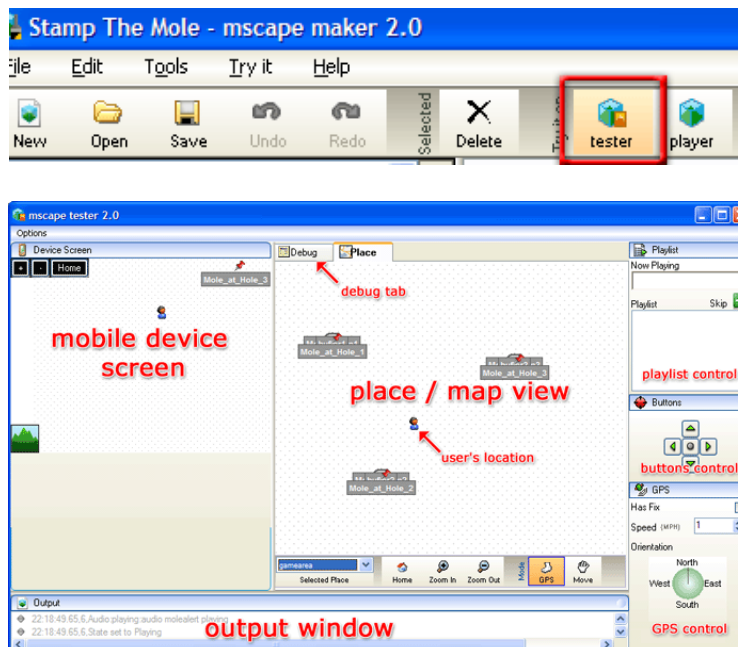 Stamp The Mole - mscape maker 2.0
File Edit Tools Try it Help
Selected
New Open Save Undo Redo Delete tester player
mscape tester 2.0
Options
Device Screen
Debug
Place
Playlist
+ - Home
Mole_at_Hole_3
Now Playing
debug tab
Playlist Skip
mobile device
screen
Mole_at_Hole_1
Mole_at_Hole_3
place / map view
playlist control
Buttons
user's location
buttons control
Mole_at_Hole_2
GPS
Has Fix
Speed (MPH) 1
Orientation
North
West East
South
GPS control
gamearea
Selected Place
Home Zoom In Zoom Out
Mode
GPS Move
Output
22:18:49.65,6,Audio playing:audio molealert playing
22:18:49.65,6,State set to Playing
output window